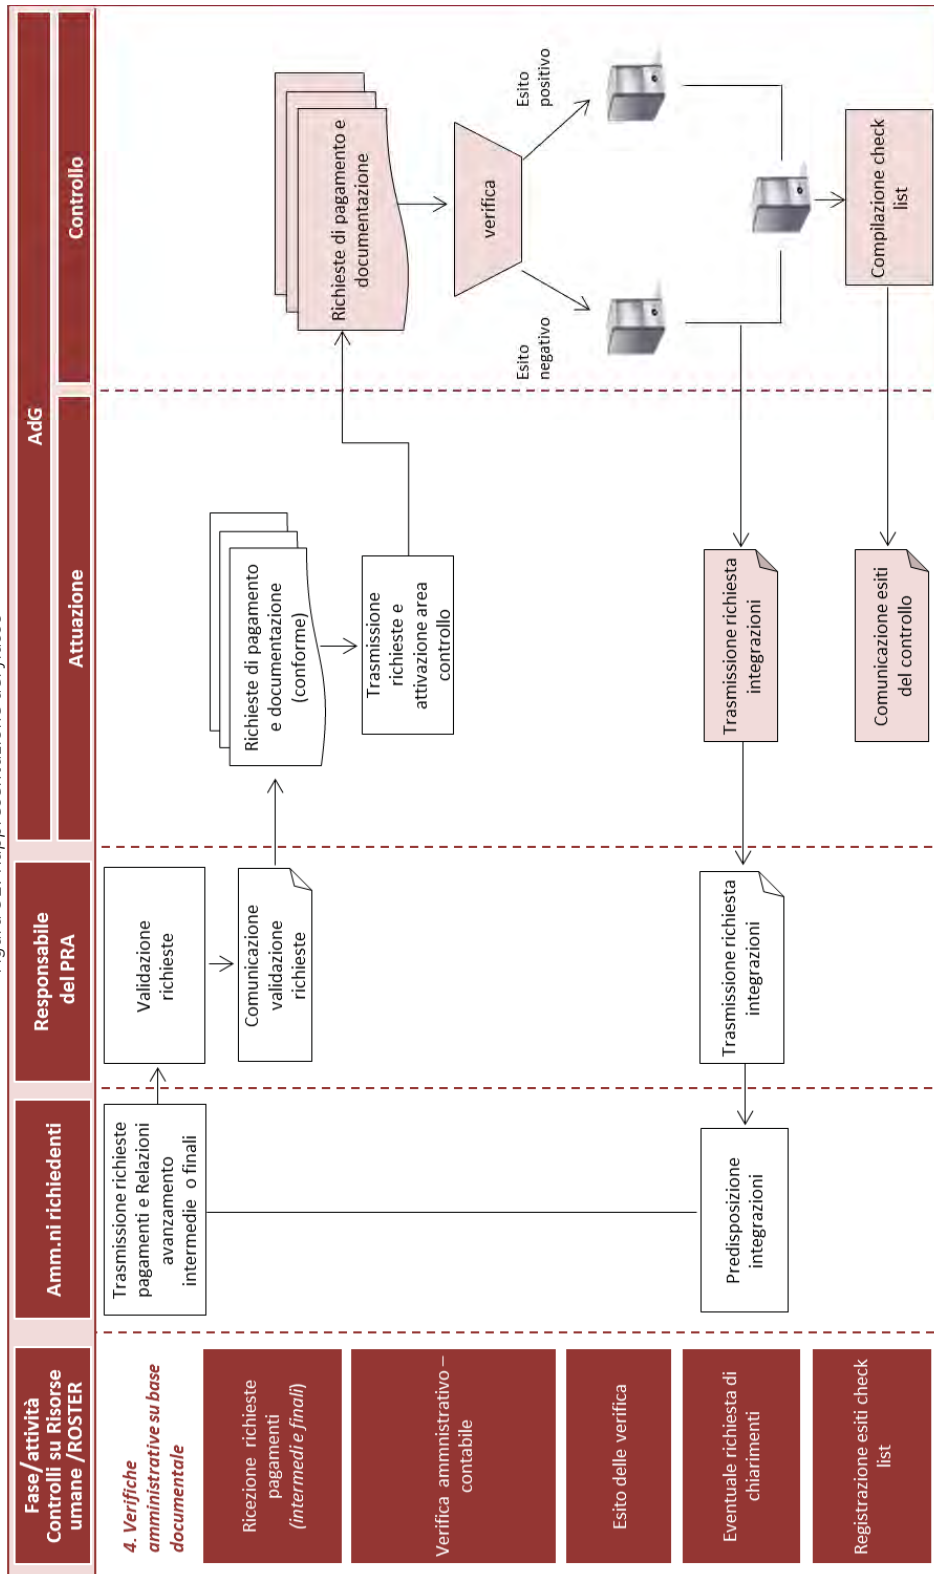 Fase/attività
Controlli su Risorse
umane /ROSTER
Amm.ni richiedenti
Responsabile
del PRA
AdG
Attuazione
Controllo
4. Verifiche
amministrative su base
documentale
Trasmissione richieste
pagamenti e Relazioni
avanzamento
intermedie o finali
Validazione
richieste
Ricezione richieste
pagamenti
(intermedi e finali)
Comunicazione
validazione
richieste
Richieste di pagamento
e documentazione
(conforme)
Richieste di pagamento e
documentazione
Verifica amministrativo –
contabile
Trasmissione
richieste e
attivazione area
controllo
verifica
Esito
negativo
Esito
positivo
Esito delle verifica
Eventuale richiesta di
chiarimenti
Predisposizione
integrazioni
Trasmissione richiesta
integrazioni
Trasmissione richiesta
integrazioni
Registrazione esiti check
list
Comunicazione esiti
del controllo
Compilazione check
list